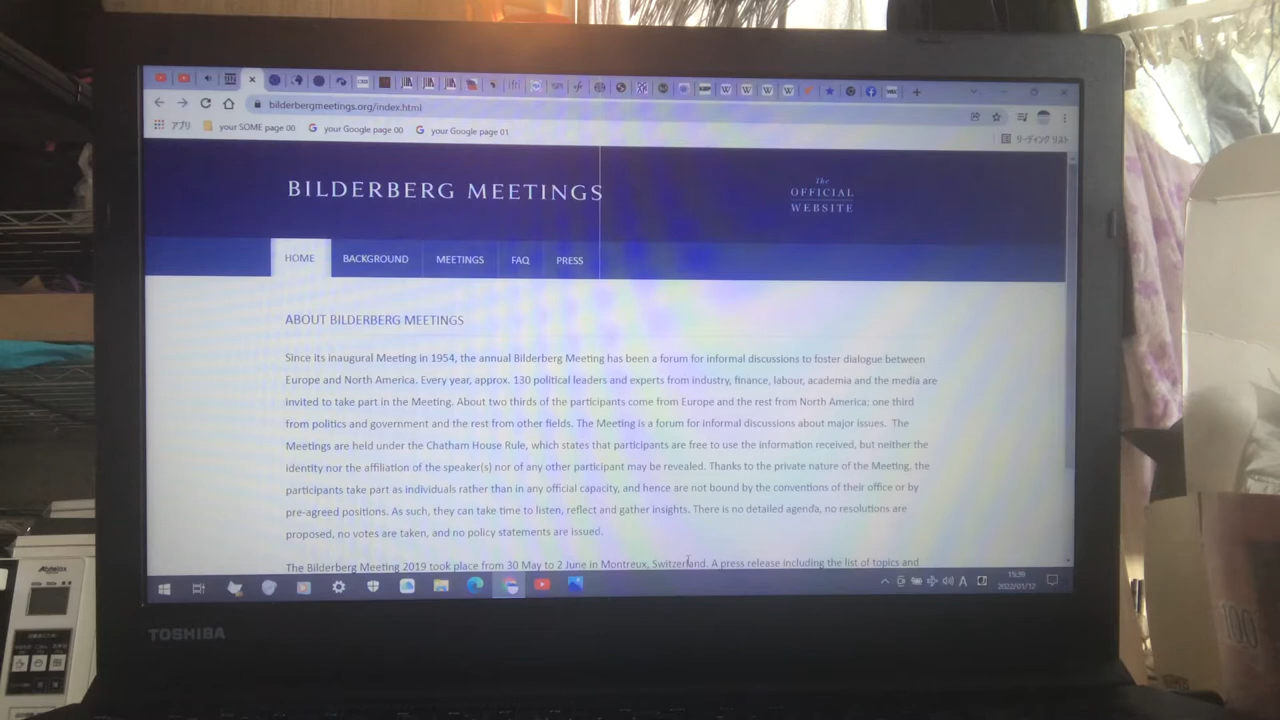 bilderbergmeetings.org/index.html
アプリ your SOME page 00 your Google page 00 your Google page 01
リーディング リスト
BILDERBERG MEETINGS
The
OFFICIAL
WEBSITE
HOME BACKGROUND MEETINGS FAQ PRESS
ABOUT BILDERBERG MEETINGS
Since its inaugural Meeting in 1954, the annual Bilderberg Meeting has been a forum for informal discussions to foster dialogue between
Europe and North America. Every year, approx. 130 political leaders and experts from industry, finance, labour, academia and the media are
invited to take part in the Meeting. About two thirds of the participants come from Europe and the rest from North America; one third
from politics and government and the rest from other fields. The Meeting is a forum for informal discussions about major issues. The
Meetings are held under the Chatham House Rule, which states that participants are free to use the information received, but neither the
identity nor the affiliation of the speaker(s) nor of any other participant may be revealed. Thanks to the private nature of the Meeting, the
participants take part as individuals rather than in any official capacity, and hence are not bound by the conventions of their office or by
pre-agreed positions. As such, they can take time to listen, reflect and gather insights. There is no detailed agenda, no resolutions are
proposed, no votes are taken, and no policy statements are issued.
The Bilderberg Meeting 2019 took place from 30 May to 2 June in Montreux, Switzerland. A press release including the list of topics and
A
15:39
2022/01/12
TOSHIBA
100